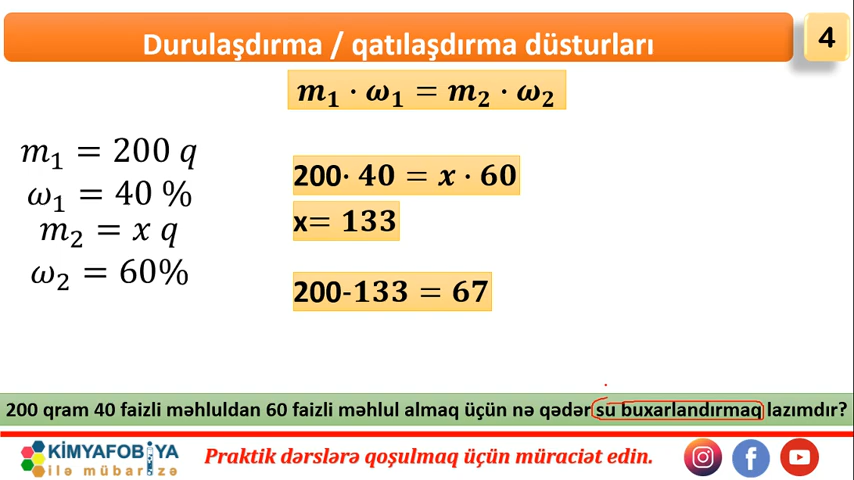 Durulaşdırma / qatılaşdırma düsturları
4
m₁ · ω₁ = m₂ · ω₂
m₁ = 200 q
ω₁ = 40 %
m₂ = x q
ω₂ = 60%
200· 40 = x · 60
x= 133
200-133 = 67
200 qram 40 faizli məhluldan 60 faizli məhlul almaq üçün nə qədər su buxarlandırmaq lazımdır?
KİMYAFOBİYA
ilə mübarizə
Praktik dərslərə qoşulmaq üçün müraciət edin.